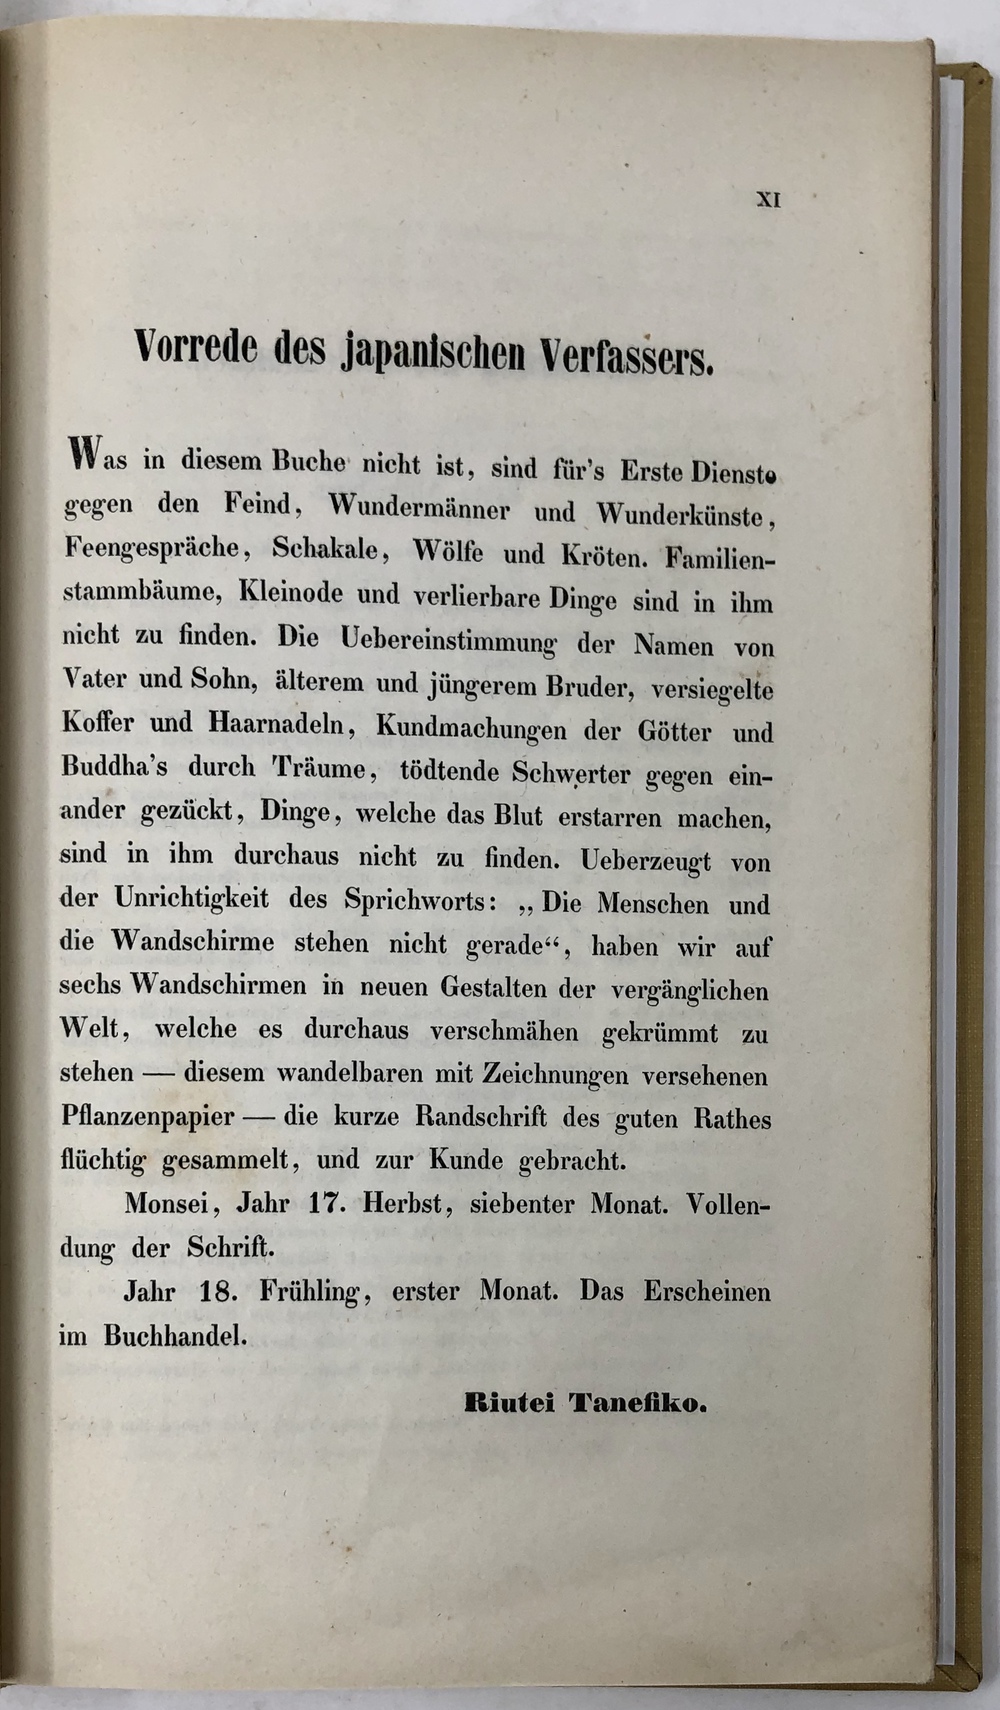 XI
Vorrede des japanischen Verfassers.
Was in diesem Buche nicht ist, sind für's Erste Dienste
gegen den Feind, Wundermänner und Wunderkünste,
Feengespräche, Schakale, Wölfe und Kröten. Familien-
stammbäume, Kleinode und verlierbare Dinge sind in ihm
nicht zu finden. Die Uebereinstimmung der Namen von
Vater und Sohn, älterem und jüngerem Bruder, versiegelte
Koffer und Haarnadeln, Kundmachungen der Götter und
Buddha's durch Träume, tödtende Schwerter gegen ein-
ander gezückt, Dinge, welche das Blut erstarren machen,
sind in ihm durchaus nicht zu finden. Ueberzeugt von
der Unrichtigkeit des Sprichworts: „Die Menschen und
die Wandschirme stehen nicht gerade“, haben wir auf
sechs Wandschirmen in neuen Gestalten der vergänglichen
Welt, welche es durchaus verschmähen gekrümmt zu
stehen — diesem wandelbaren mit Zeichnungen versehenen
Pflanzenpapier — die kurze Randschrift des guten Rathes
flüchtig gesammelt, und zur Kunde gebracht.
Monsei, Jahr 17. Herbst, siebenter Monat. Vollen-
dung der Schrift.
Jahr 18. Frühling, erster Monat. Das Erscheinen
im Buchhandel.
Riutei Tanefiko.